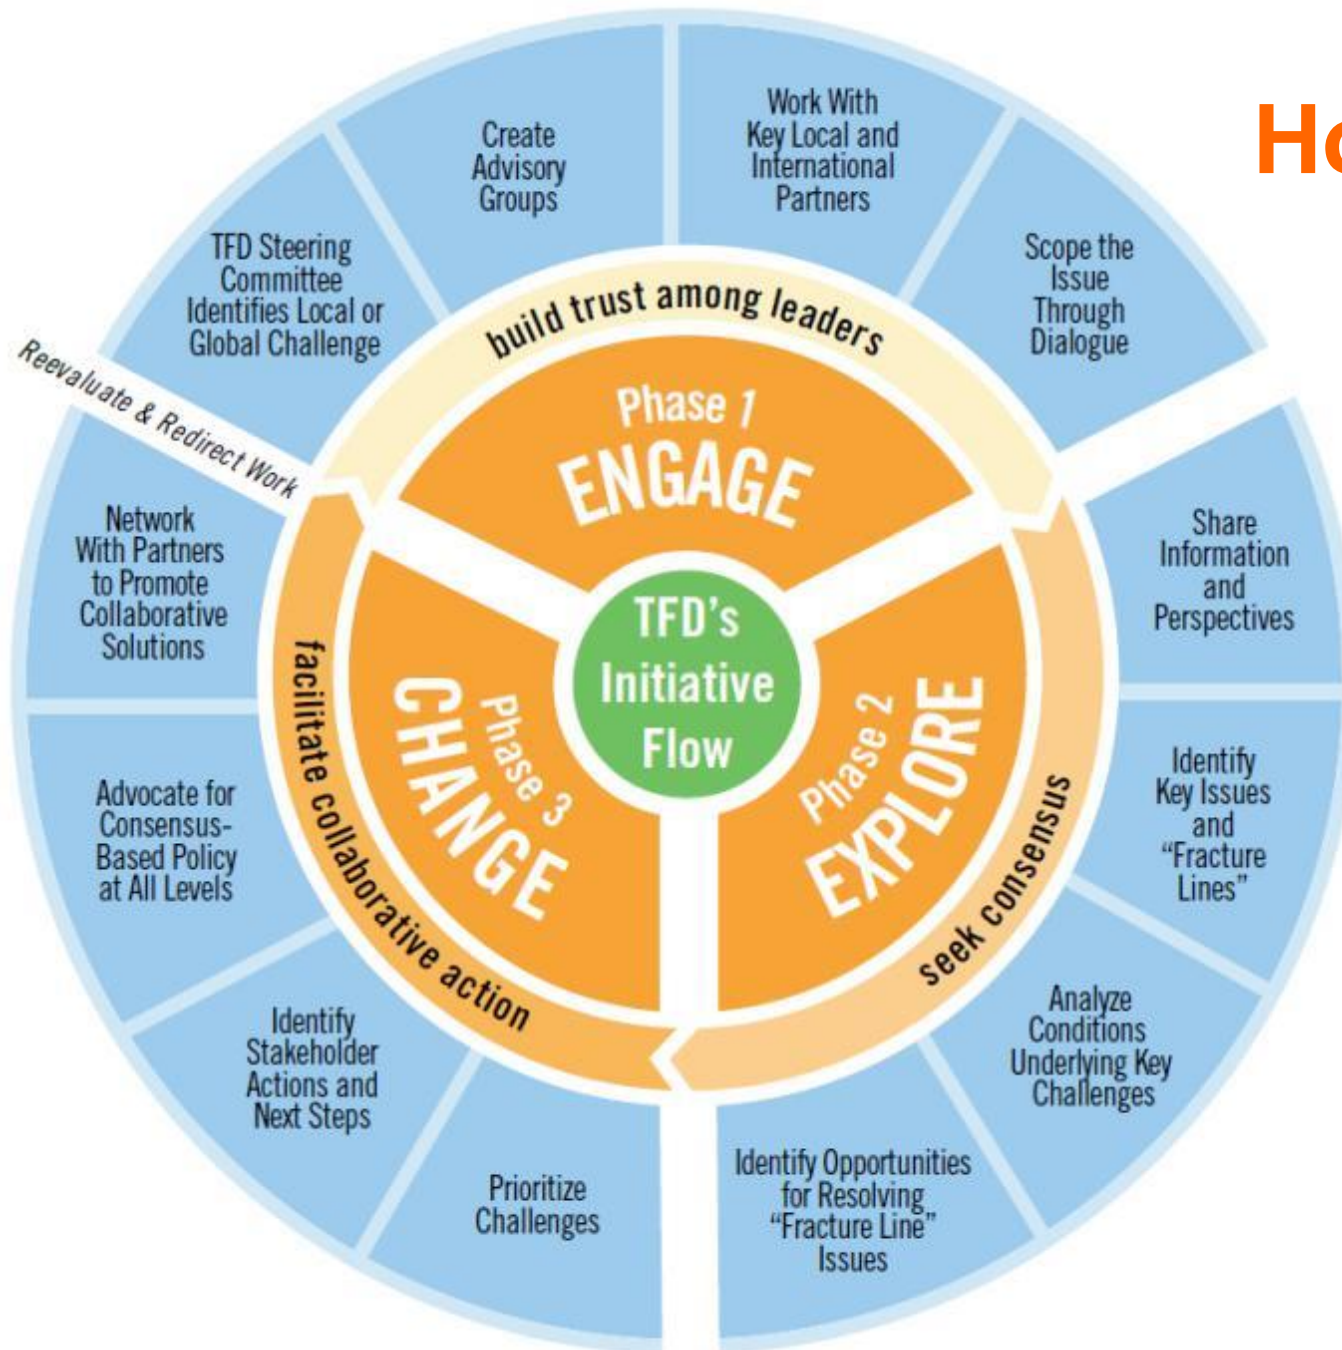 Ho
TFD's
Initiative
Flow
Phase 1
ENGAGE
build trust among leaders
TFD Steering
Committee
Identifies Local or
Global Challenge
Create
Advisory
Groups
Work With
Key Local and
International
Partners
Scope the
Issue
Through
Dialogue
Phase 2
EXPLORE
seek consensus
Share
Information
and
Perspectives
Identify
Key Issues
and
“Fracture
Lines”
Analyze
Conditions
Underlying Key
Challenges
Identify Opportunities
for Resolving
“Fracture Line”
Issues
Phase 3
CHANGE
facilitate collaborative action
Prioritize
Challenges
Identify
Stakeholder
Actions and
Next Steps
Advocate for
Consensus-
Based Policy
at All Levels
Network
With Partners
to Promote
Collaborative
Solutions
Reevaluate & Redirect Work